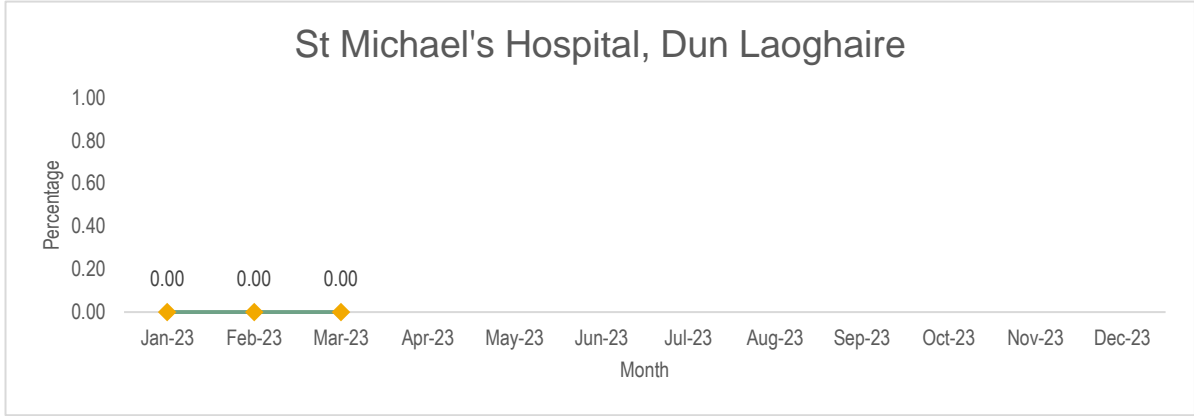 St Michael's Hospital, Dun Laoghaire
1.00
0.80
0.60
0.40
0.20
0.00
Percentage
0.00 0.00 0.00
Jan-23 Feb-23 Mar-23 Apr-23 May-23 Jun-23 Jul-23 Aug-23 Sep-23 Oct-23 Nov-23 Dec-23
Month